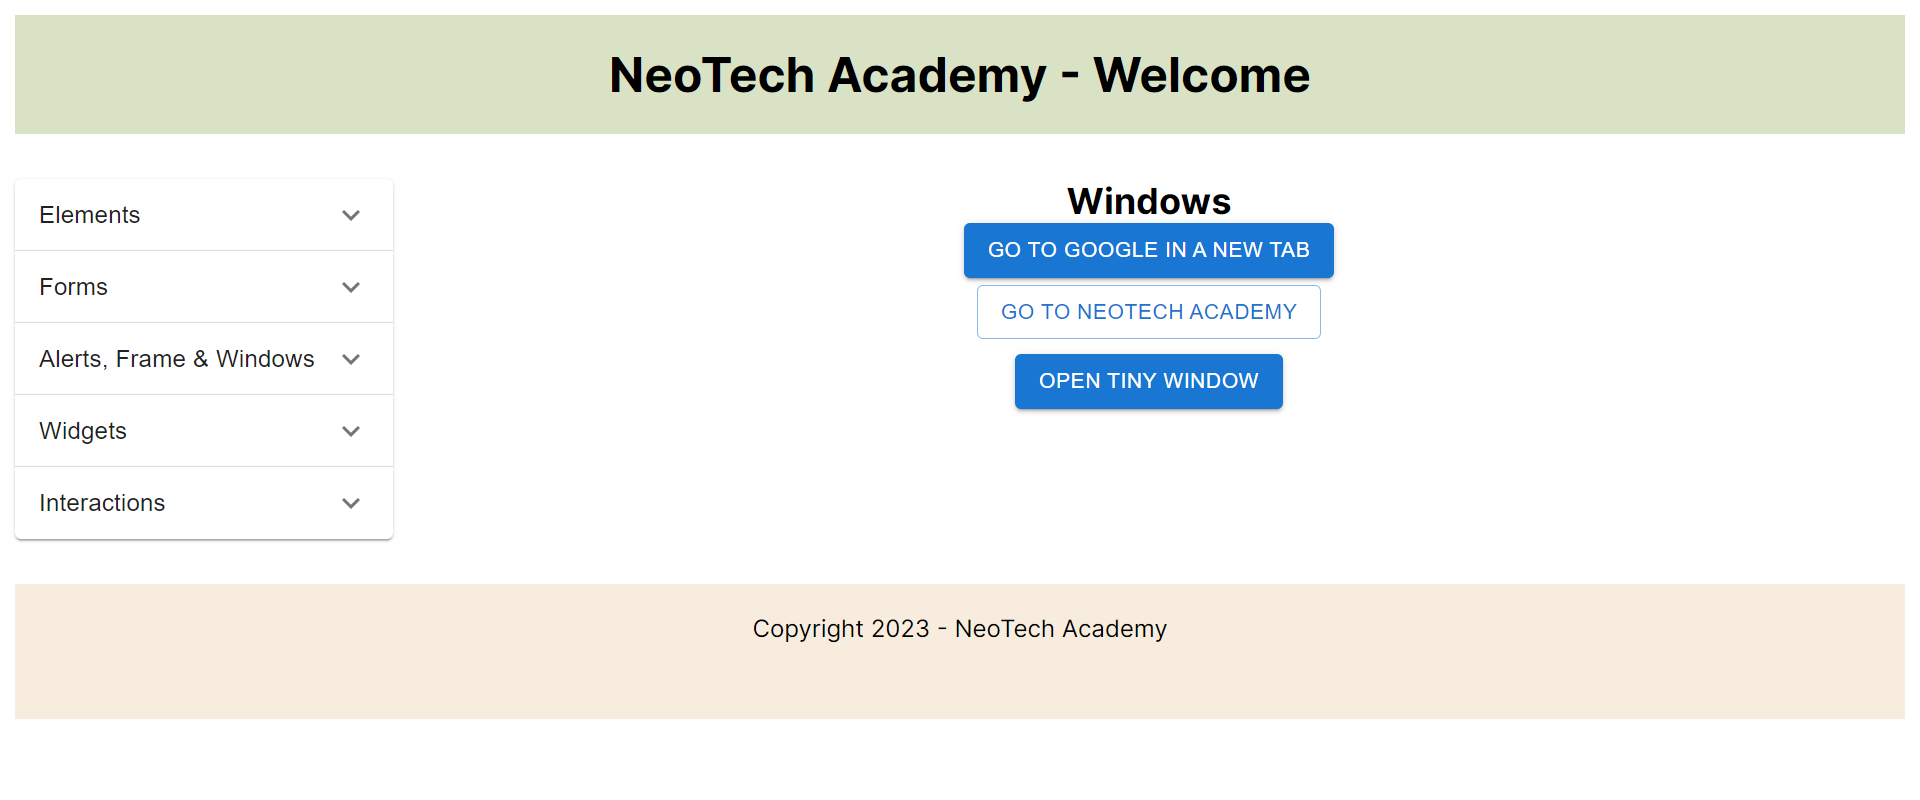 NeoTech Academy - Welcome
Elements
Forms
Alerts, Frame & Windows
Widgets
Interactions
Windows
GO TO GOOGLE IN A NEW TAB
GO TO NEOTECH ACADEMY
OPEN TINY WINDOW
Copyright 2023 - NeoTech Academy